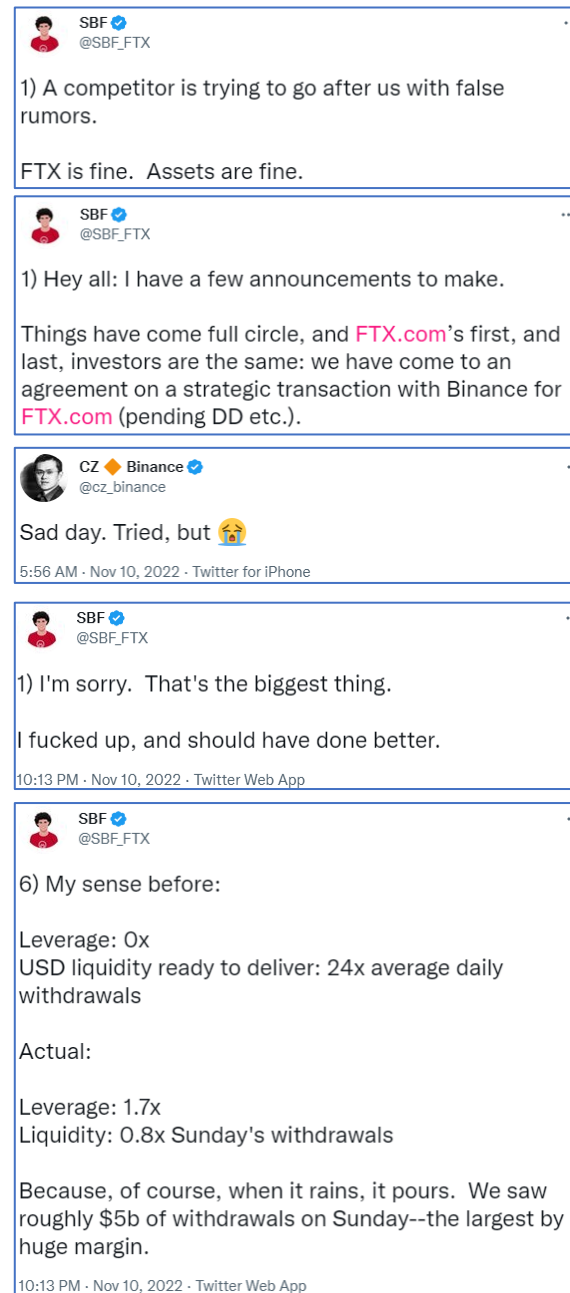 SBF
@SBF_FTX
1) A competitor is trying to go after us with false
rumors.
FTX is fine.  Assets are fine.
SBF
@SBF_FTX
1) Hey all: I have a few announcements to make.
Things have come full circle, and FTX.com’s first, and
last, investors are the same: we have come to an
agreement on a strategic transaction with Binance for
FTX.com (pending DD etc.).
CZ 🔶 Binance
@cz_binance
Sad day. Tried, but 😭
5:56 AM · Nov 10, 2022 · Twitter for iPhone
SBF
@SBF_FTX
1) I'm sorry.  That's the biggest thing.
I fucked up, and should have done better.
10:13 PM · Nov 10, 2022 · Twitter Web App
SBF
@SBF_FTX
6) My sense before:
Leverage: 0x
USD liquidity ready to deliver: 24x average daily
withdrawals
Actual:
Leverage: 1.7x
Liquidity: 0.8x Sunday's withdrawals
Because, of course, when it rains, it pours.  We saw
roughly $5b of withdrawals on Sunday--the largest by
huge margin.
10:13 PM · Nov 10, 2022 · Twitter Web App